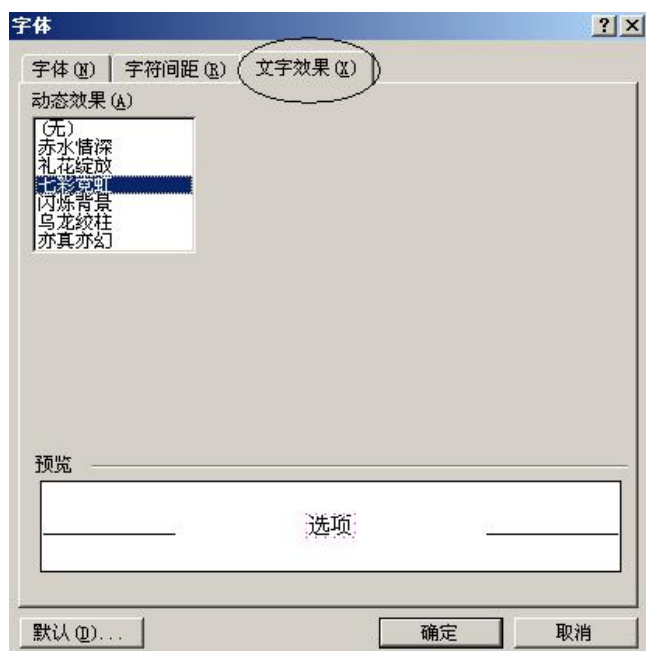 字体
字体(N) 字符间距(R) 文字效果(X)
动态效果(A)
(无)
赤水情深
礼花绽放
七彩霓虹
闪烁背景
乌龙绞柱
亦真亦幻
预览
选项
默认(D)... 确定 取消